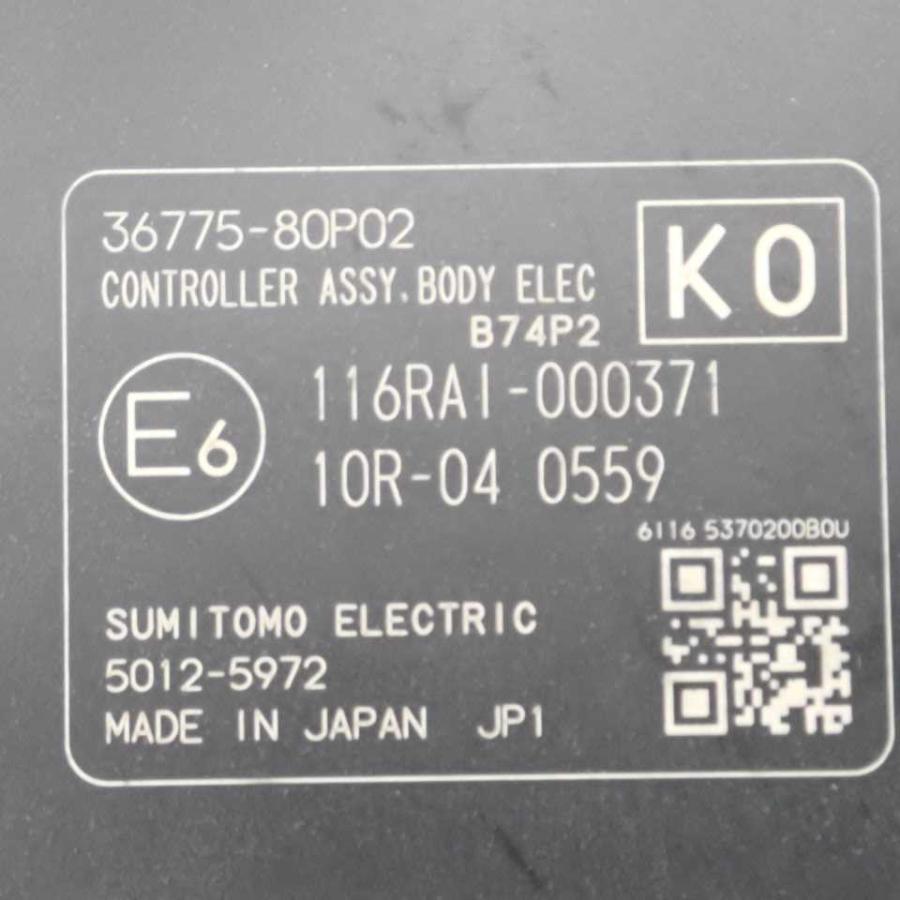 36775-80P02
CONTROLLER ASSY.BODY ELEC
K0
B74P2
E6
116RAI-000371
10R-04 0559
6116 5370200B0U
SUMITOMO ELECTRIC
5012-5972
MADE IN JAPAN JP1